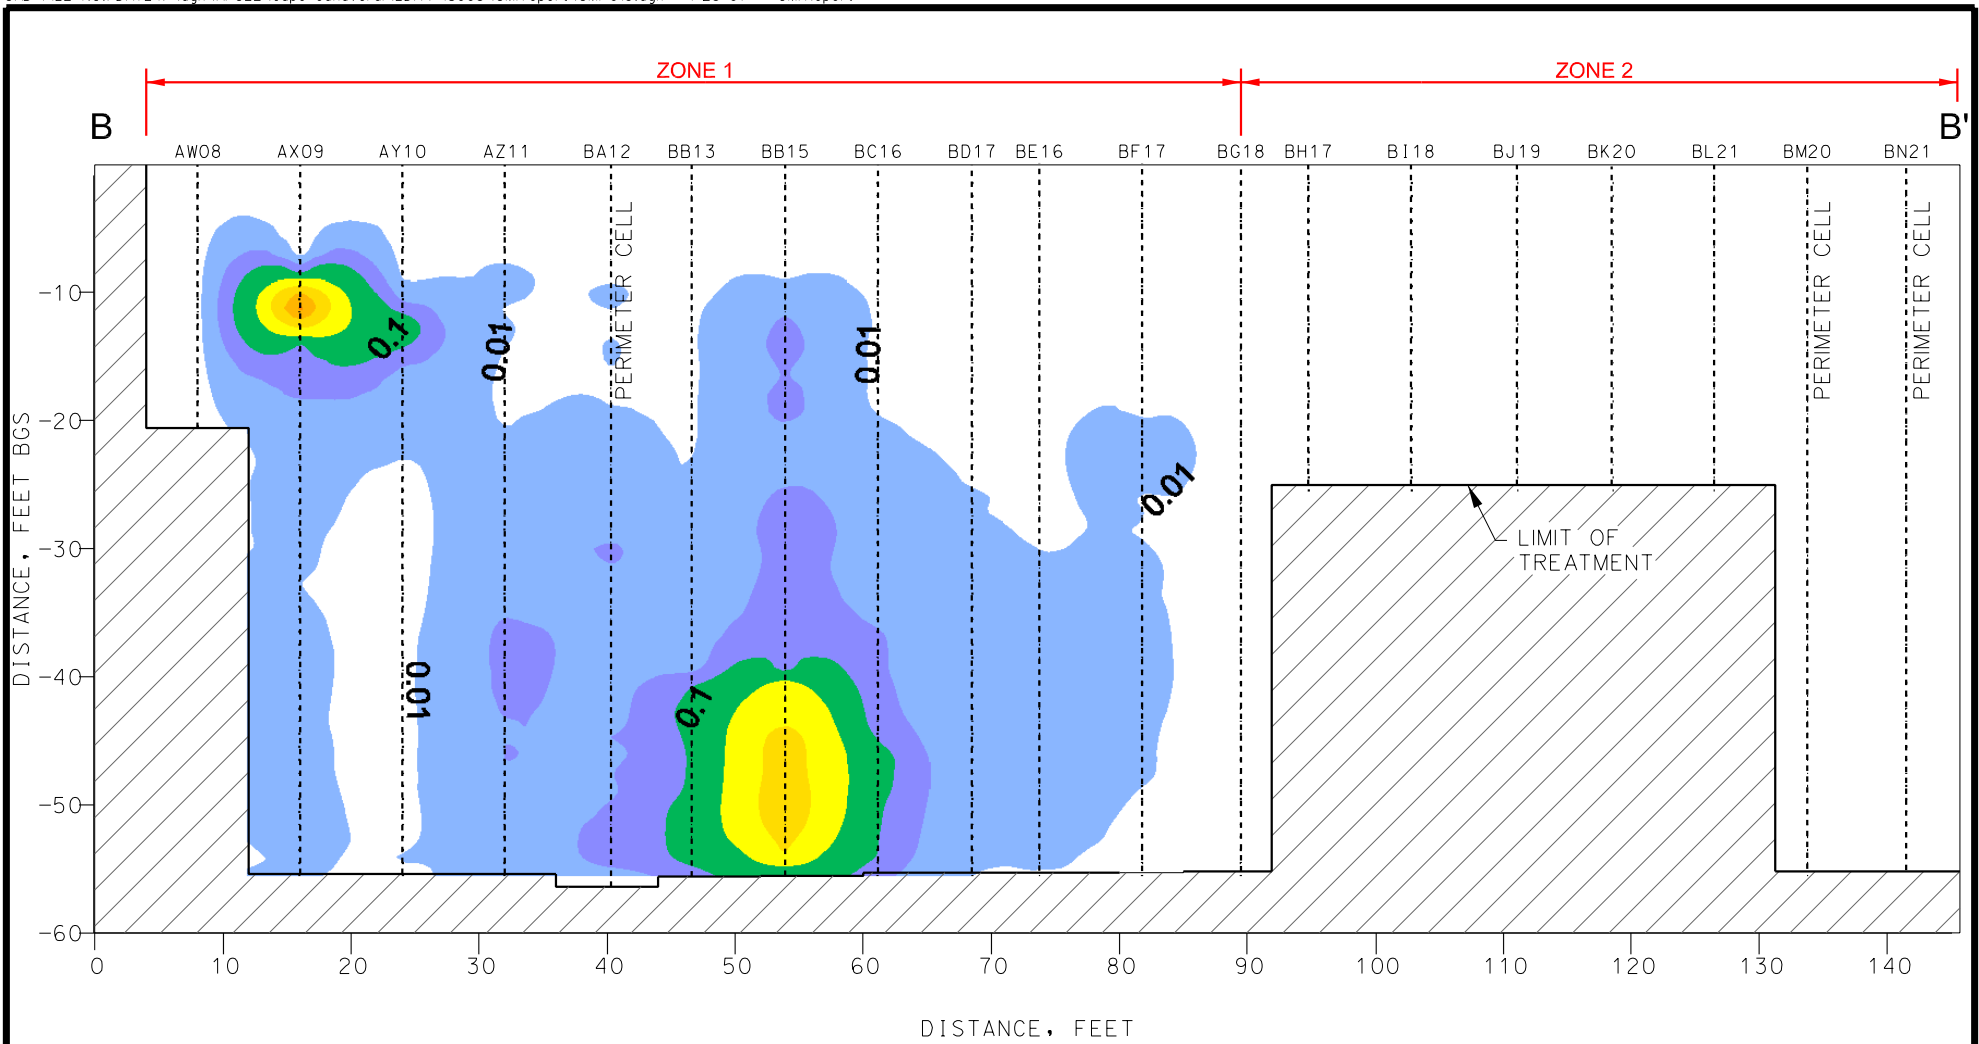 ZONE 1
ZONE 2
B
B'
AW08
AX09
AY10
AZ11
BA12
BB13
BB15
BC16
BD17
BE16
BF17
BG18
BH17
BI18
BJ19
BK20
BL21
BM20
BN21
PERIMETER CELL
PERIMETER CELL
PERIMETER CELL
0.1
0.01
0.01
0.01
0.01
0.1
LIMIT OF
TREATMENT
DISTANCE, FEET BGS
-10
-20
-30
-40
-50
-60
0
10
20
30
40
50
60
70
80
90
100
110
120
130
140
DISTANCE, FEET